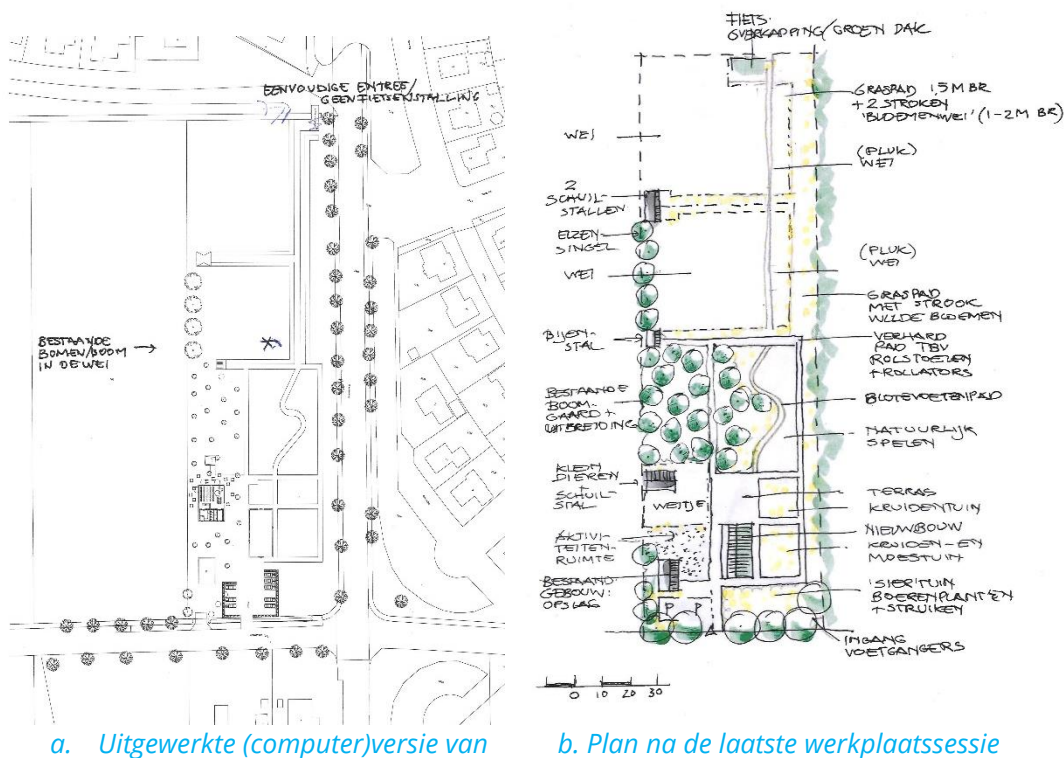 EENVOUDIGE ENTREE/
GEEN FIETSENSTALLING
BESTAANDE
BOMEN/BOOM
IN DE WEI
FIETS-
OVERKAPPING/GROEN DAK
GRASPAD 1,5 M BR
+ 2 STROKEN
'BLOEMENWEI' (1-2M BR)
WEI
(PLUK)
WEI
2
SCHUIL-
STALLEN
ELZEN-
SINGEL
WEI
(PLUK)
WEI
GRASPAD
MET STROOK
WILDE BLOEMEN
BIJEN-
STAL
VERHARD
PAD TBV
ROLSTOELEN
+ROLLATORS
BESTAANDE
BOOM-
GAARD +
UITBREIDING
BLOTEVOETENPAD
NATUURLIJK
SPELEN
KLEIN
DIEREN
+
SCHUIL-
STAL
WEITJE
TERRAS
KRUIDENTUIN
NIEUWBOUW
KRUIDEN- EN
MOESTUIN
AKTIVI-
TEITEN-
RUIMTE
BESTAAND
GEBOUW:
OPSLAG
P P
'SIER'TUIN
BOERENPLANTEN
+ STRUIKEN
INGANG
VOETGANGERS
0 10 20 30
a. Uitgewerkte (computer)versie van
b. Plan na de laatste werkplaatssessie